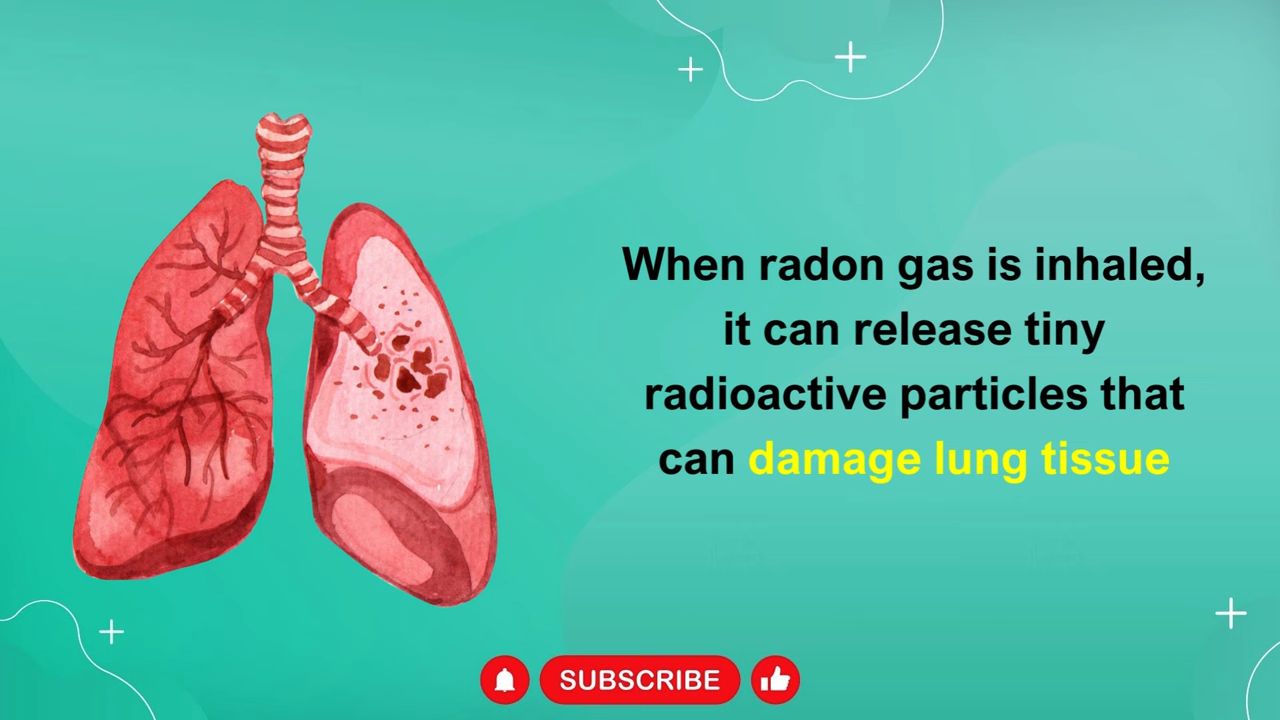 When radon gas is inhaled,
it can release tiny
radioactive particles that
can damage lung tissue
SUBSCRIBE